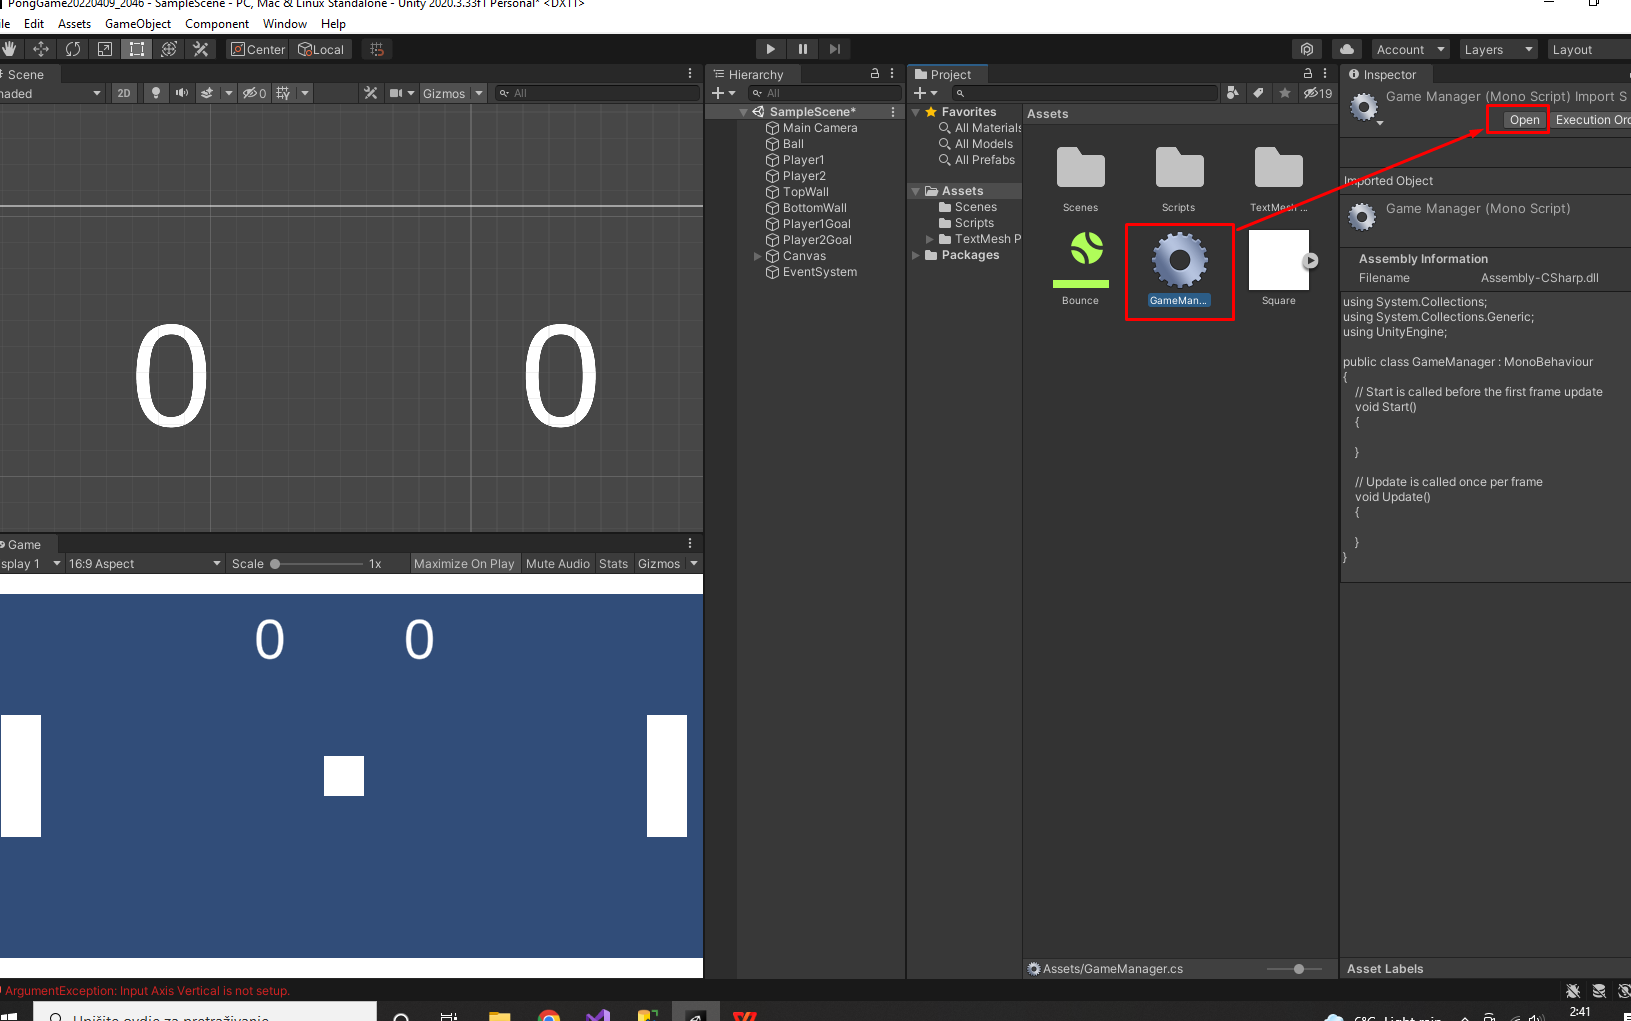 PongGame20220409_2046 - SampleScene - PC, Mac & Linux Standalone - Unity 2020.3.33f1 Personal* <DX11>
ile Edit Assets GameObject Component Window Help
Center Local
Account Layers Layout
Scene
haded 2D 0 Gizmos All
Hierarchy
All
SampleScene*
Main Camera
Ball
Player1
Player2
TopWall
BottomWall
Player1Goal
Player2Goal
Canvas
EventSystem
Project
19
Favorites
All Materials
All Models
All Prefabs
Assets
Scenes
Scripts
TextMesh P
Packages
Assets
Scenes Scripts TextMesh ...
Bounce GameMan... Square
Assets/GameManager.cs
Inspector
Game Manager (Mono Script) Import S
Open Execution Ord
Imported Object
Game Manager (Mono Script)
Assembly Information
Filename Assembly-CSharp.dll
using System.Collections;
using System.Collections.Generic;
using UnityEngine;
public class GameManager : MonoBehaviour
{
// Start is called before the first frame update
void Start()
{
}
// Update is called once per frame
void Update()
{
}
}
Asset Labels
0 0
Game
splay 1 16:9 Aspect Scale 1x Maximize On Play Mute Audio Stats Gizmos
0 0
ArgumentException: Input Axis Vertical is not setup.
Upišite ovdje za pretraživanje
6°C Light rain 2:41